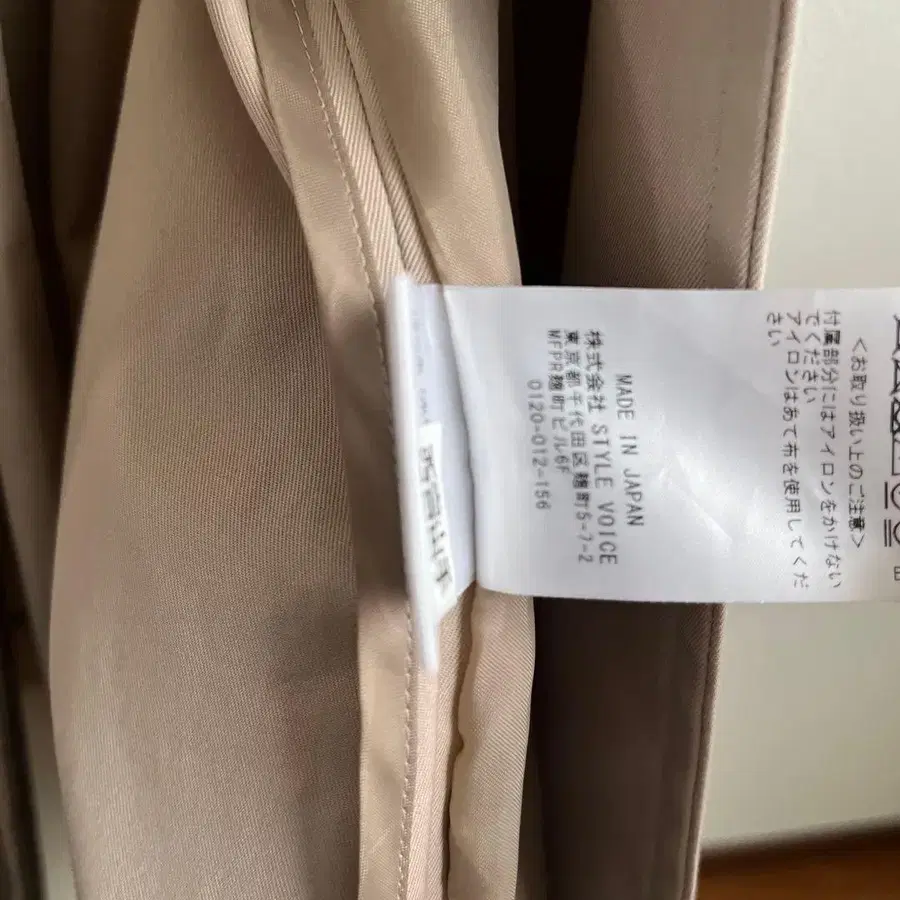 <お取り扱い上のご注意>
付属部分にはアイロンをかけない
でください
アイロンはあて布を使用してくだ
さい
MADE IN JAPAN
株式会社 STYLE VOICE
東京都千代田区麹町5-7-2
MFPR麹町ビル6F
0120-012-156